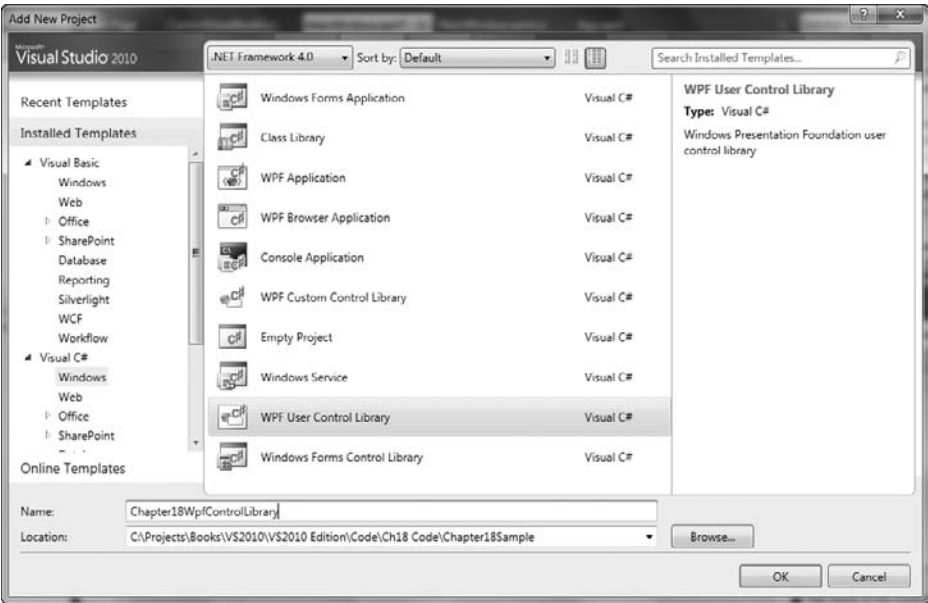 Add New Project
Microsoft
Visual Studio 2010
.NET Framework 4.0
Sort by: Default
Search Installed Templates...
Recent Templates
Installed Templates
Visual Basic
Windows
Web
Office
SharePoint
Database
Reporting
Silverlight
WCF
Workflow
Visual C#
Windows
Web
Office
SharePoint
Online Templates
Windows Forms Application Visual C#
Class Library Visual C#
WPF Application Visual C#
WPF Browser Application Visual C#
Console Application Visual C#
WPF Custom Control Library Visual C#
Empty Project Visual C#
Windows Service Visual C#
WPF User Control Library Visual C#
Windows Forms Control Library Visual C#
WPF User Control Library
Type: Visual C#
Windows Presentation Foundation user
control library
Name: Chapter18WpfControlLibrary
Location: C:\Projects\Books\VS2010\VS2010 Edition\Code\Ch18 Code\Chapter18Sample
Browse...
OK Cancel